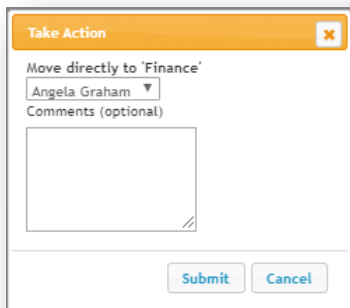 Take Action
Move directly to 'Finance'
Angela Graham
Comments (optional)
Submit Cancel